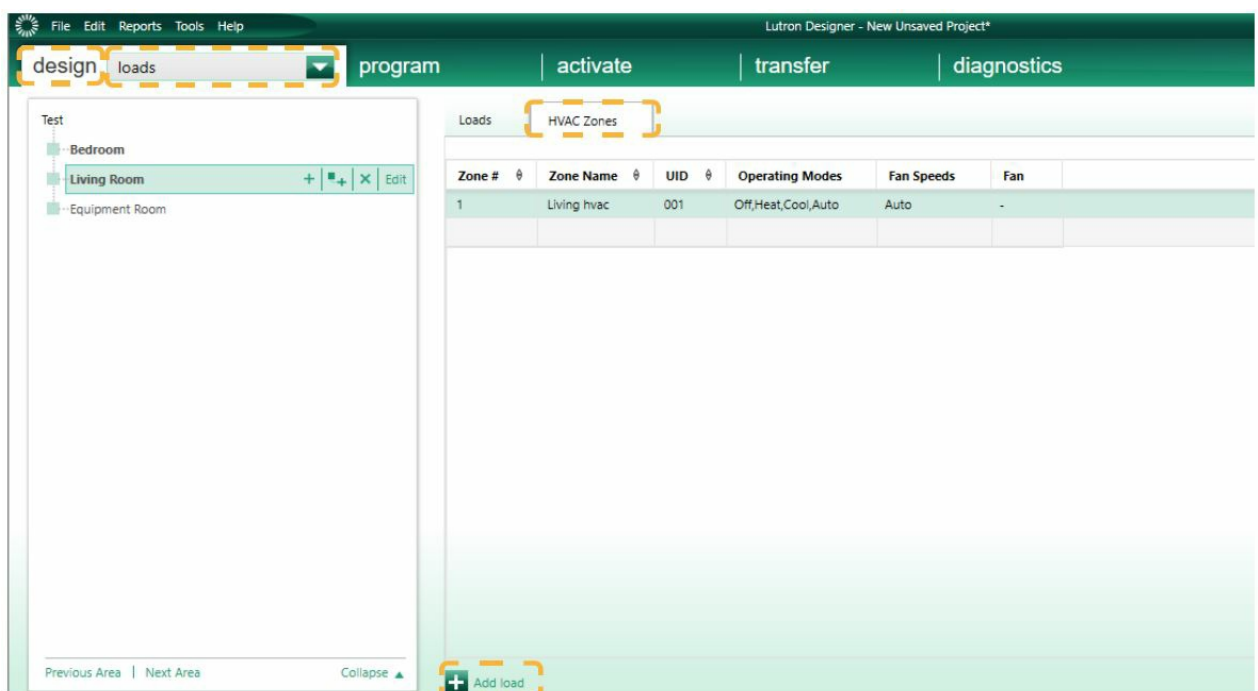 File Edit Reports Tools Help
Lutron Designer - New Unsaved Project*
design loads program activate transfer diagnostics
Test
Bedroom
Living Room + + × Edit
Equipment Room
Previous Area | Next Area Collapse
Loads HVAC Zones
Zone # Zone Name UID Operating Modes Fan Speeds Fan
1 Living hvac 001 Off,Heat,Cool,Auto Auto -
Add load